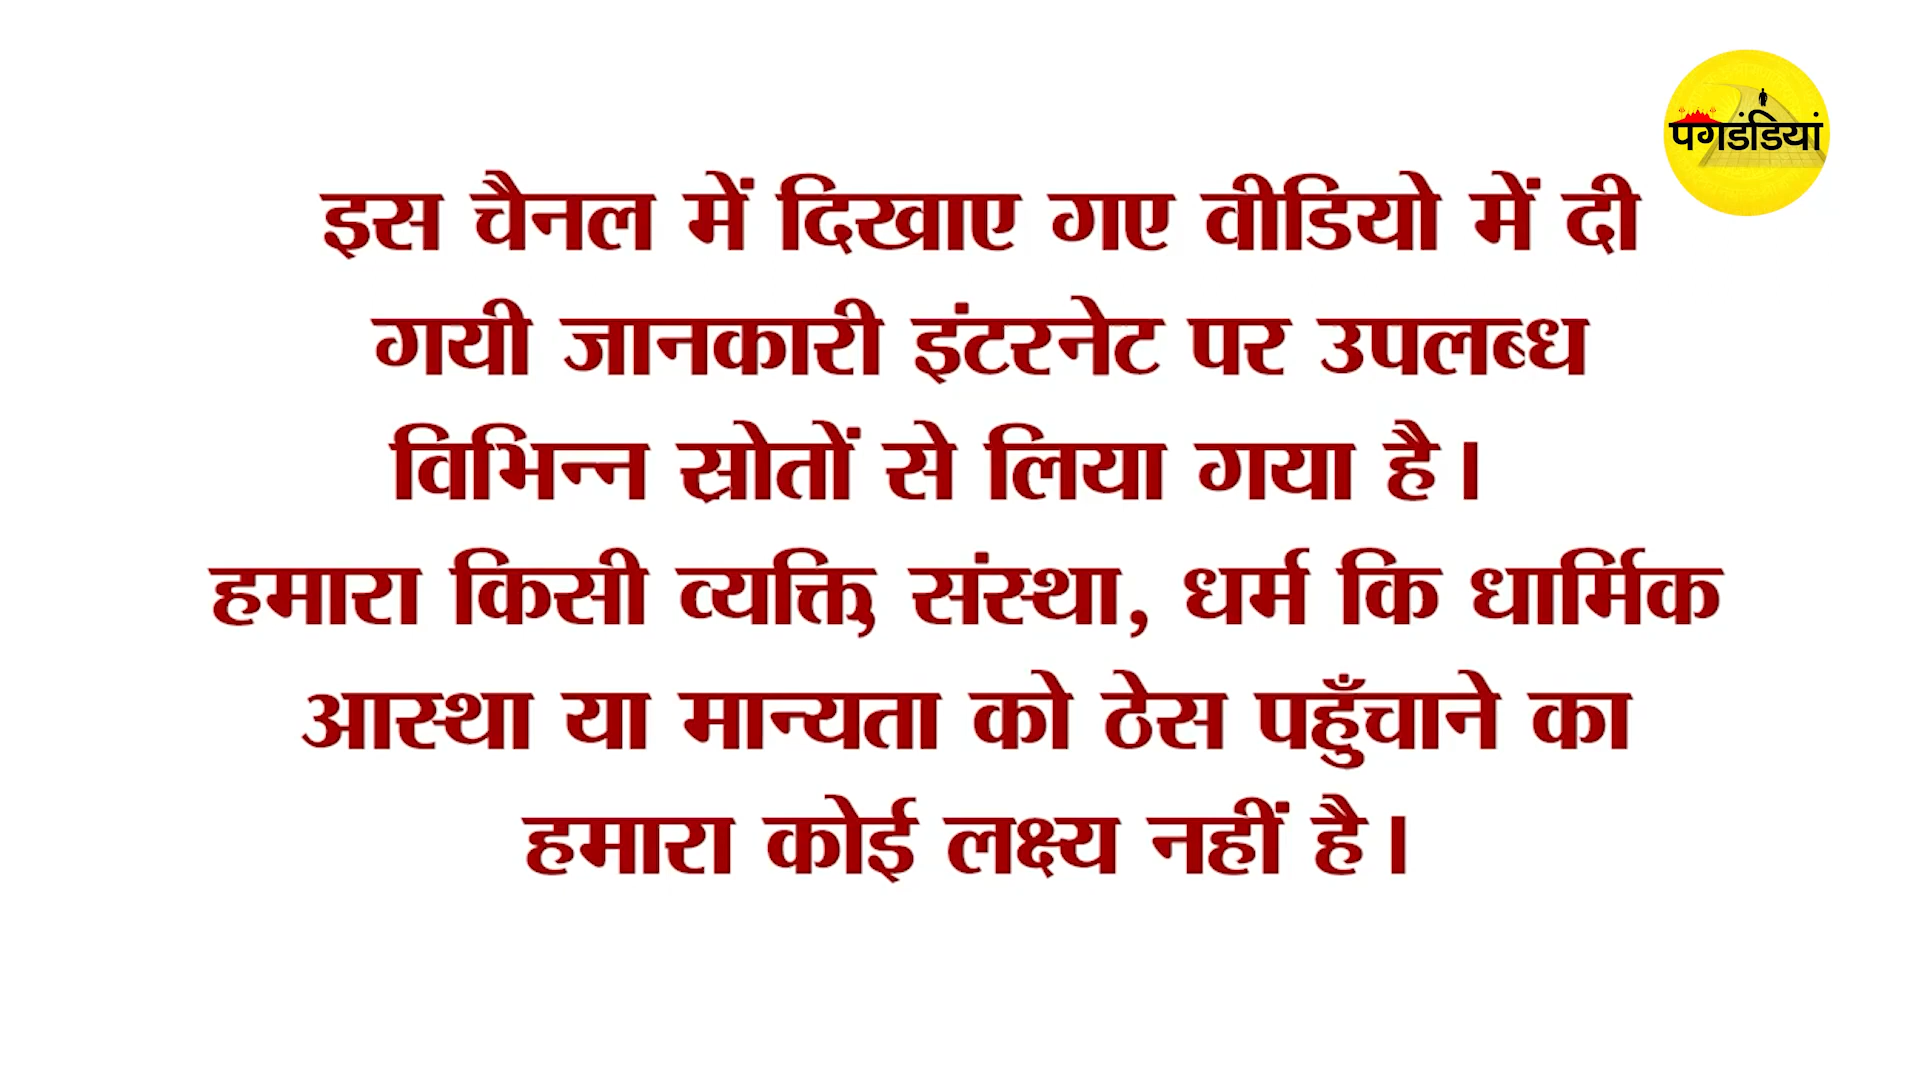 पगडंडियां
इस चैनल में दिखाए गए वीडियो में दी
गयी जानकारी इंटरनेट पर उपलब्ध
विभिन्न स्रोतों से लिया गया है।
हमारा किसी व्यक्ति, संस्था, धर्म कि धार्मिक
आस्था या मान्यता को ठेस पहुँचाने का
हमारा कोई लक्ष्य नहीं है।